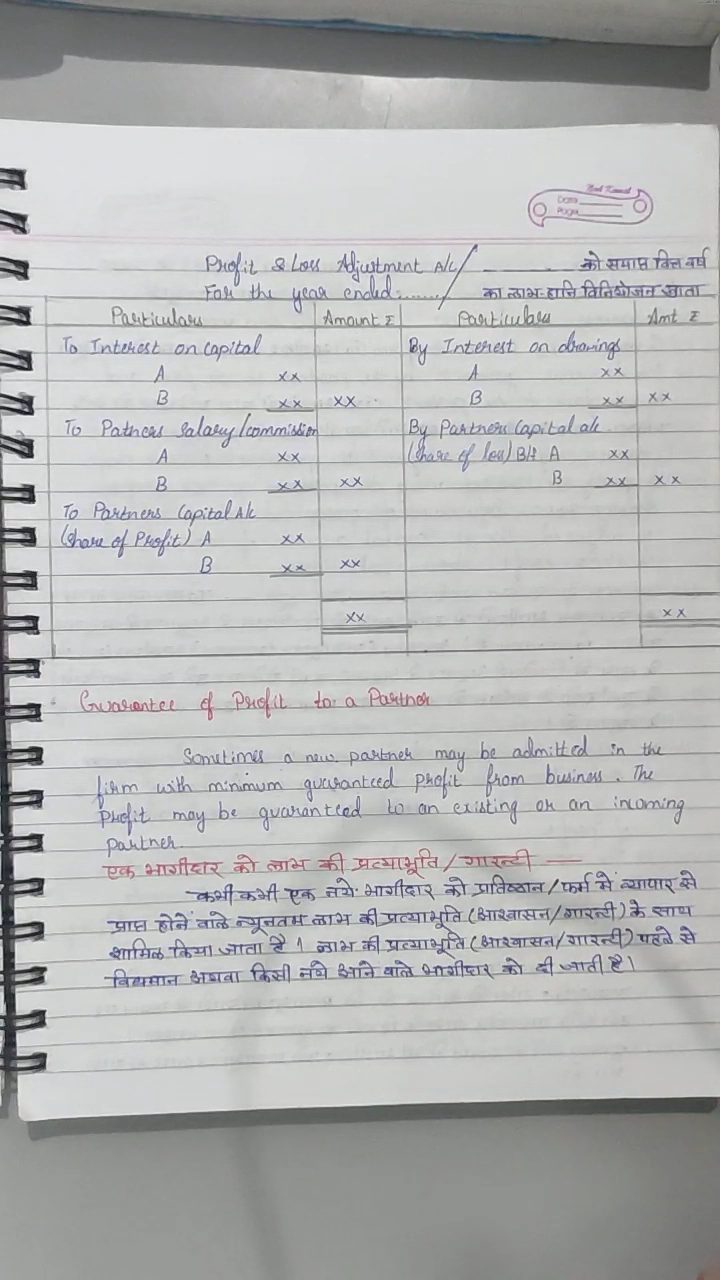 Date
Page
Profit & Loss Adjustment A/c / ________ को समाप्त वित्त वर्ष
For the year ended....... / का लाभ-हानि विनियोजन खाता
Particulars Amount ₹ Particulars Amt ₹
To Interest on capital By Interest on drawings
A xx A xx
B xx xx B xx xx
To Patners salary/commission By Partners Capital a/c
A xx (share of loss) B/f A xx
B xx xx B xx xx
To Partners Capital A/c
(share of Profit) A xx
B xx xx
xx xx
Guarantee of Profit to a Partner
Sometimes a new partner may be admitted in the
firm with minimum guaranteed profit from business. The
profit may be guaranteed to an existing or an incoming
partner.
एक भागीदार को लाभ की प्रत्याभूति/गारन्टी —
कभी कभी एक नये भागीदार को प्रतिष्ठान/फर्म में व्यापार से
प्राप्त होने वाले न्यूनतम लाभ की प्रत्याभूति (आश्वासन/गारन्टी) के साथ
शामिल किया जाता है। लाभ की प्रत्याभूति (आश्वासन/गारन्टी) पहले से
विद्यमान अथवा किसी नये आने वाले भागीदार को दी जाती है।